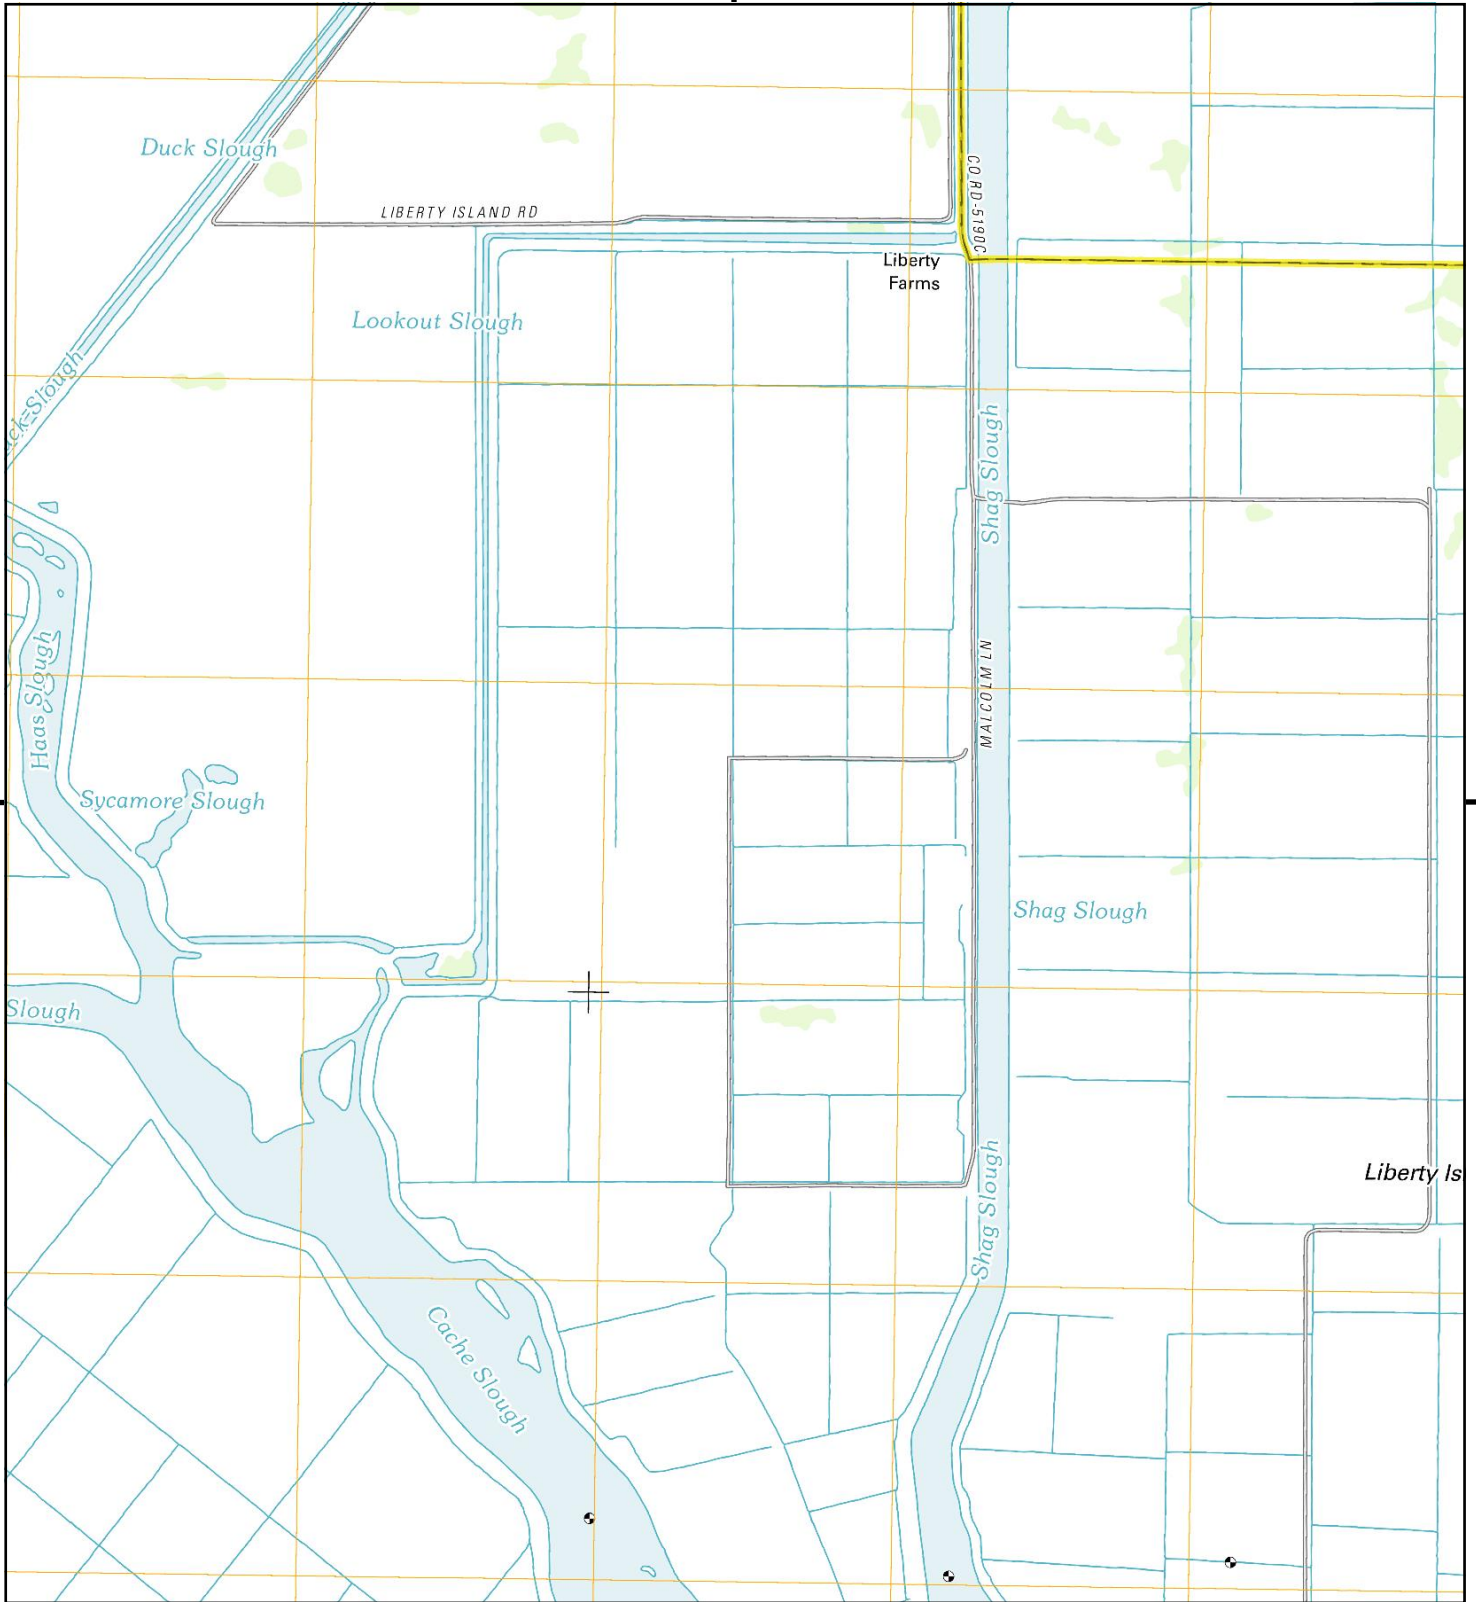 Duck Slough
CO RD-5190C
LIBERTY ISLAND RD
Liberty
Farms
Lookout Slough
Slough
Shag Slough
Haas Slough
MALCOLM LN
Sycamore Slough
Shag Slough
Slough
Liberty Is
Shag Slough
Cache Slough